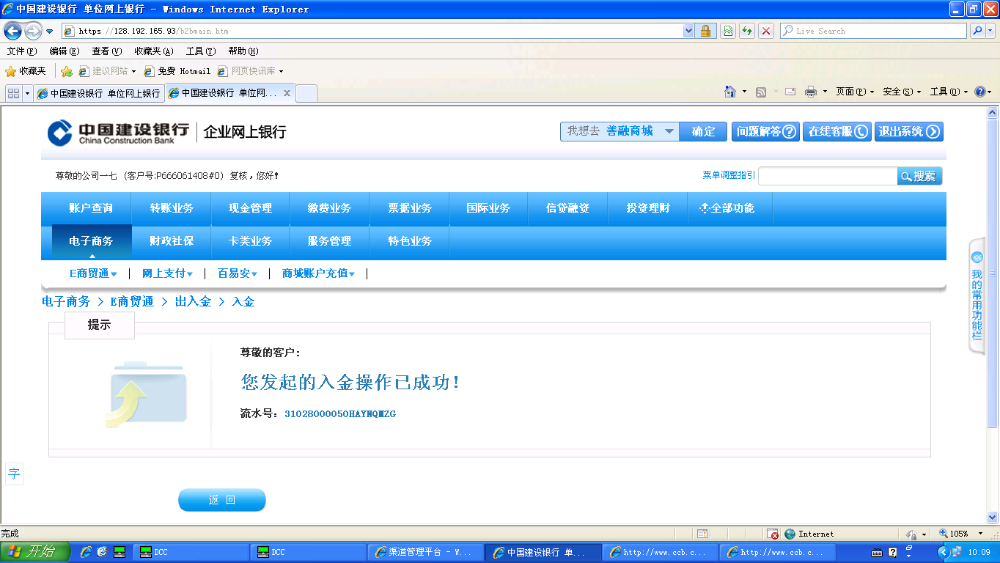 中国建设银行 单位网上银行 - Windows Internet Explorer
https://128.192.165.93/b2bmain.htm
Live Search
文件(F) 编辑(E) 查看(V) 收藏夹(A) 工具(T) 帮助(H)
收藏夹 建议网站 免费 Hotmail 网页快讯库
中国建设银行 单位网上银行 中国建设银行 单位网... X 页面(P) 安全(S) 工具(O)
中国建设银行 China Construction Bank 企业网上银行
我想去 善融商城 确定 问题解答 在线客服 退出系统
尊敬的公司一七 (客户号:P666061408#0) 复核,您好!
菜单调整指引 搜索
账户查询 转账业务 现金管理 缴费业务 票据业务 国际业务 信贷融资 投资理财 全部功能
电子商务 财政社保 卡类业务 服务管理 特色业务
E商贸通 | 网上支付 | 百易安 | 商城账户充值 |
电子商务 > E商贸通 > 出入金 > 入金
我的常用功能栏
提示
尊敬的客户:
您发起的入金操作已成功!
流水号: 31028000050HAYNQMZG
字
返 回
完成 Internet 105%
开始 DCC DCC 渠道管理平台 - W... 中国建设银行 单... http://www.ccb.c... http://www.ccb.c... 10:09